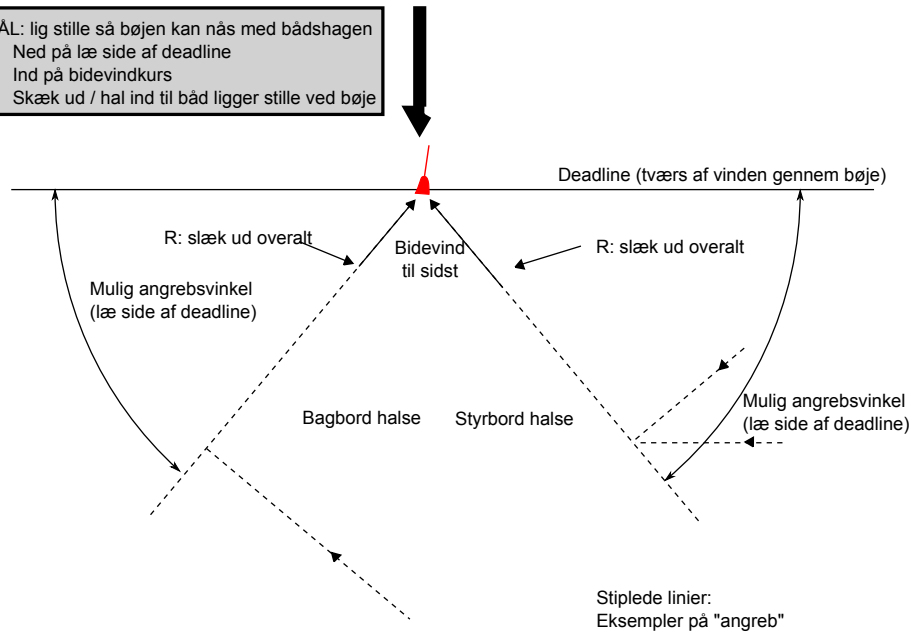 ÅL: lig stille så bøjen kan nås med bådshagen
Ned på læ side af deadline
Ind på bidevindkurs
Skæk ud / hal ind til båd ligger stille ved bøje
Deadline (tværs af vinden gennem bøje)
R: slæk ud overalt
Bidevind
til sidst
R: slæk ud overalt
Mulig angrebsvinkel
(læ side af deadline)
Mulig angrebsvinkel
(læ side af deadline)
Bagbord halse
Styrbord halse
Stiplede linier:
Eksempler på "angreb"